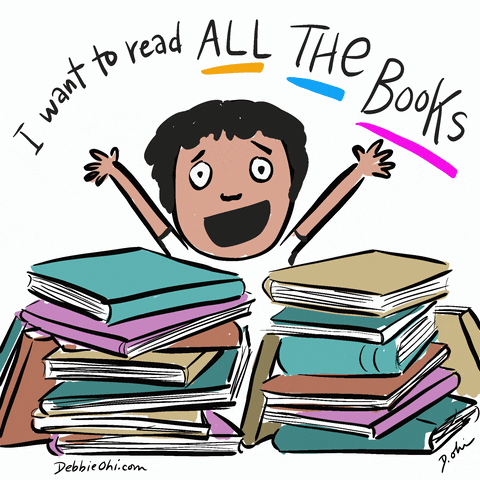 I want to read ALL THE BOOKS
DebbieOhi.com
D.Ohi